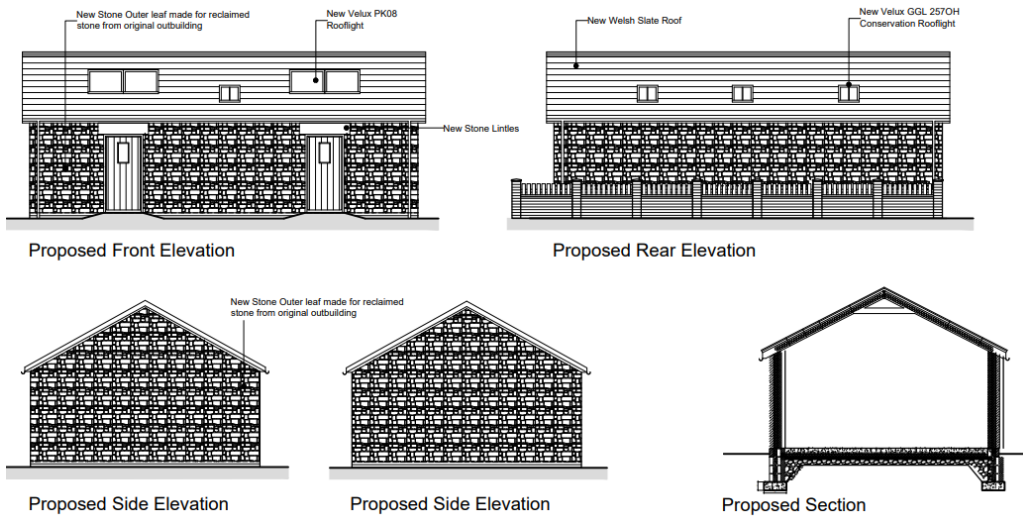 New Stone Outer leaf made for reclaimed
stone from original outbuilding
New Velux PK08
Rooflight
New Stone Lintles
Proposed Front Elevation
New Welsh Slate Roof
New Velux GGL 257OH
Conservation Rooflight
Proposed Rear Elevation
New Stone Outer leaf made for reclaimed
stone from original outbuilding
Proposed Side Elevation
Proposed Side Elevation
Proposed Section